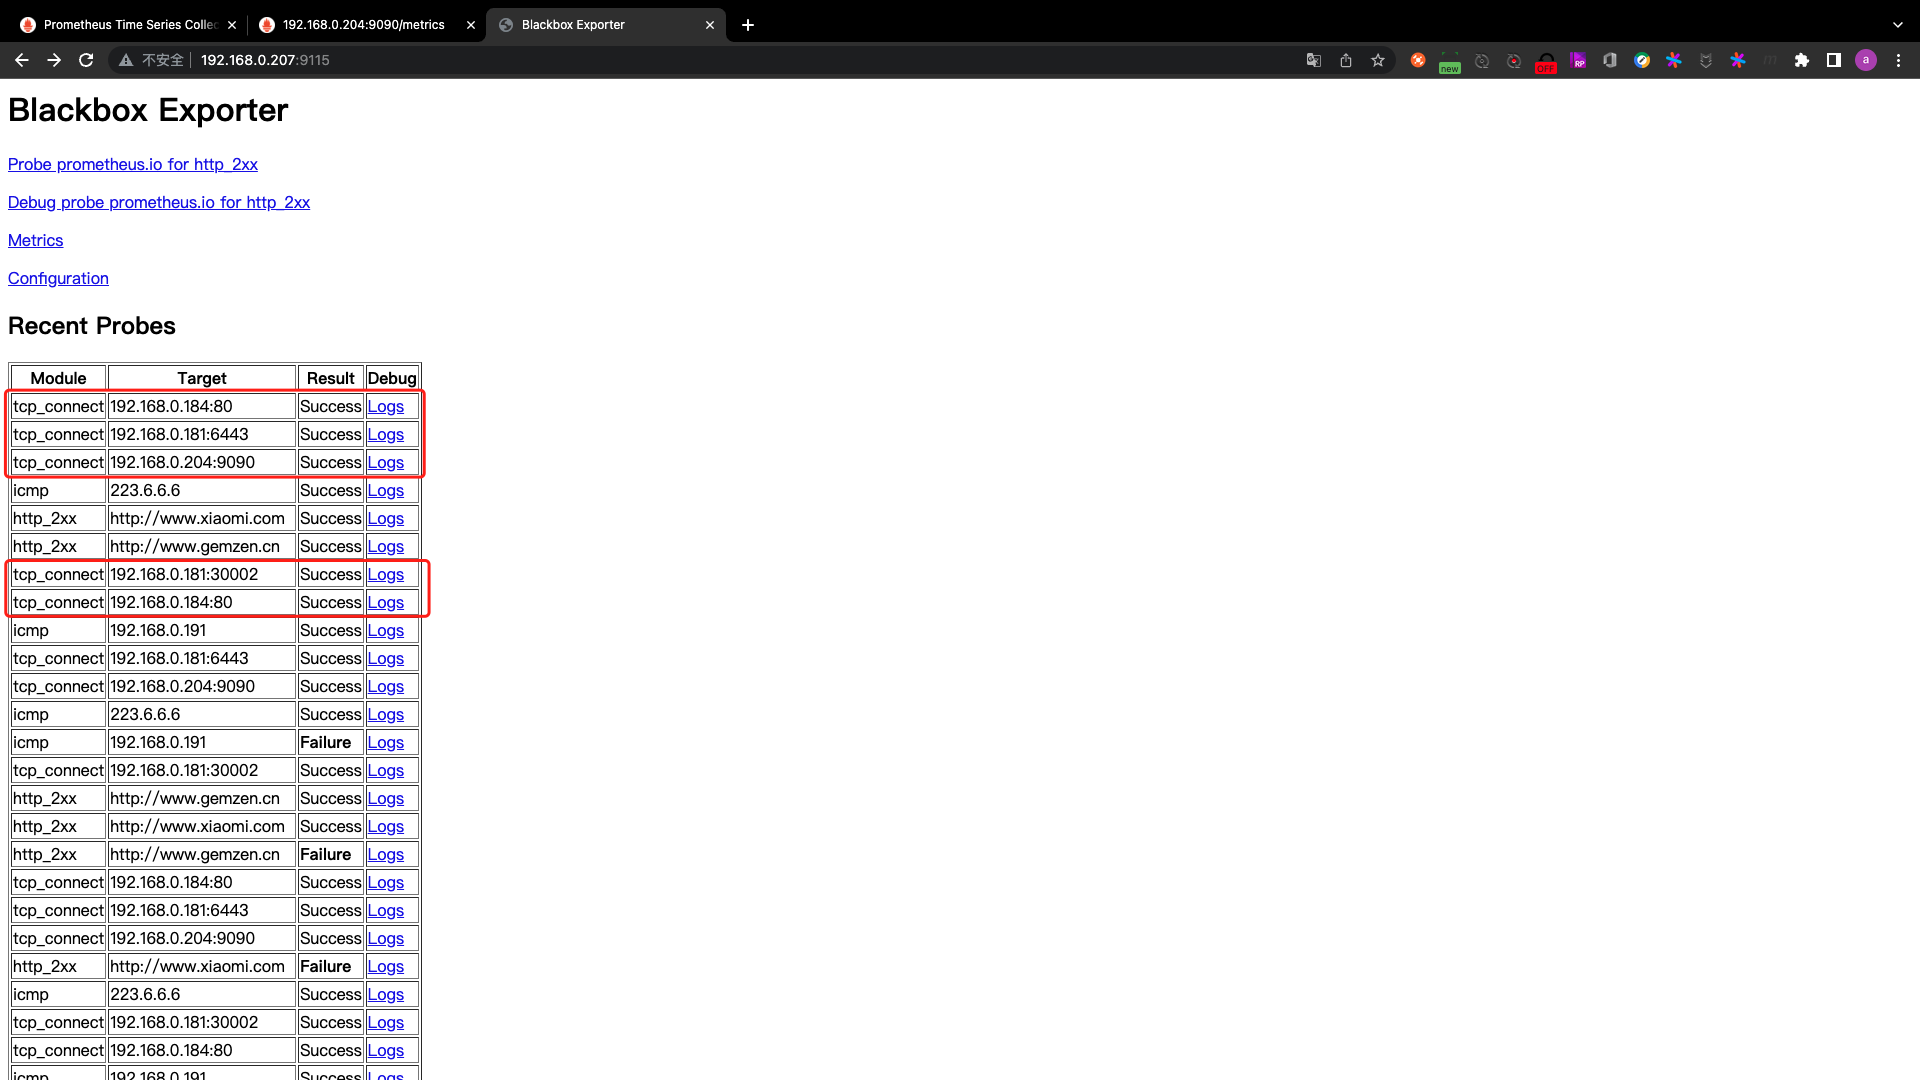 Prometheus Time Series Collec
192.168.0.204:9090/metrics
Blackbox Exporter
不安全 192.168.0.207:9115
new
OFF
RP
a
Blackbox Exporter
Probe prometheus.io for http_2xx
Debug probe prometheus.io for http_2xx
Metrics
Configuration
Recent Probes
Module Target Result Debug
tcp_connect 192.168.0.184:80 Success Logs
tcp_connect 192.168.0.181:6443 Success Logs
tcp_connect 192.168.0.204:9090 Success Logs
icmp 223.6.6.6 Success Logs
http_2xx http://www.xiaomi.com Success Logs
http_2xx http://www.gemzen.cn Success Logs
tcp_connect 192.168.0.181:30002 Success Logs
tcp_connect 192.168.0.184:80 Success Logs
icmp 192.168.0.191 Success Logs
tcp_connect 192.168.0.181:6443 Success Logs
tcp_connect 192.168.0.204:9090 Success Logs
icmp 223.6.6.6 Success Logs
icmp 192.168.0.191 Failure Logs
tcp_connect 192.168.0.181:30002 Success Logs
http_2xx http://www.gemzen.cn Success Logs
http_2xx http://www.xiaomi.com Success Logs
http_2xx http://www.gemzen.cn Failure Logs
tcp_connect 192.168.0.184:80 Success Logs
tcp_connect 192.168.0.181:6443 Success Logs
tcp_connect 192.168.0.204:9090 Success Logs
http_2xx http://www.xiaomi.com Failure Logs
icmp 223.6.6.6 Success Logs
tcp_connect 192.168.0.181:30002 Success Logs
tcp_connect 192.168.0.184:80 Success Logs
icmp 192.168.0.191 Success Logs